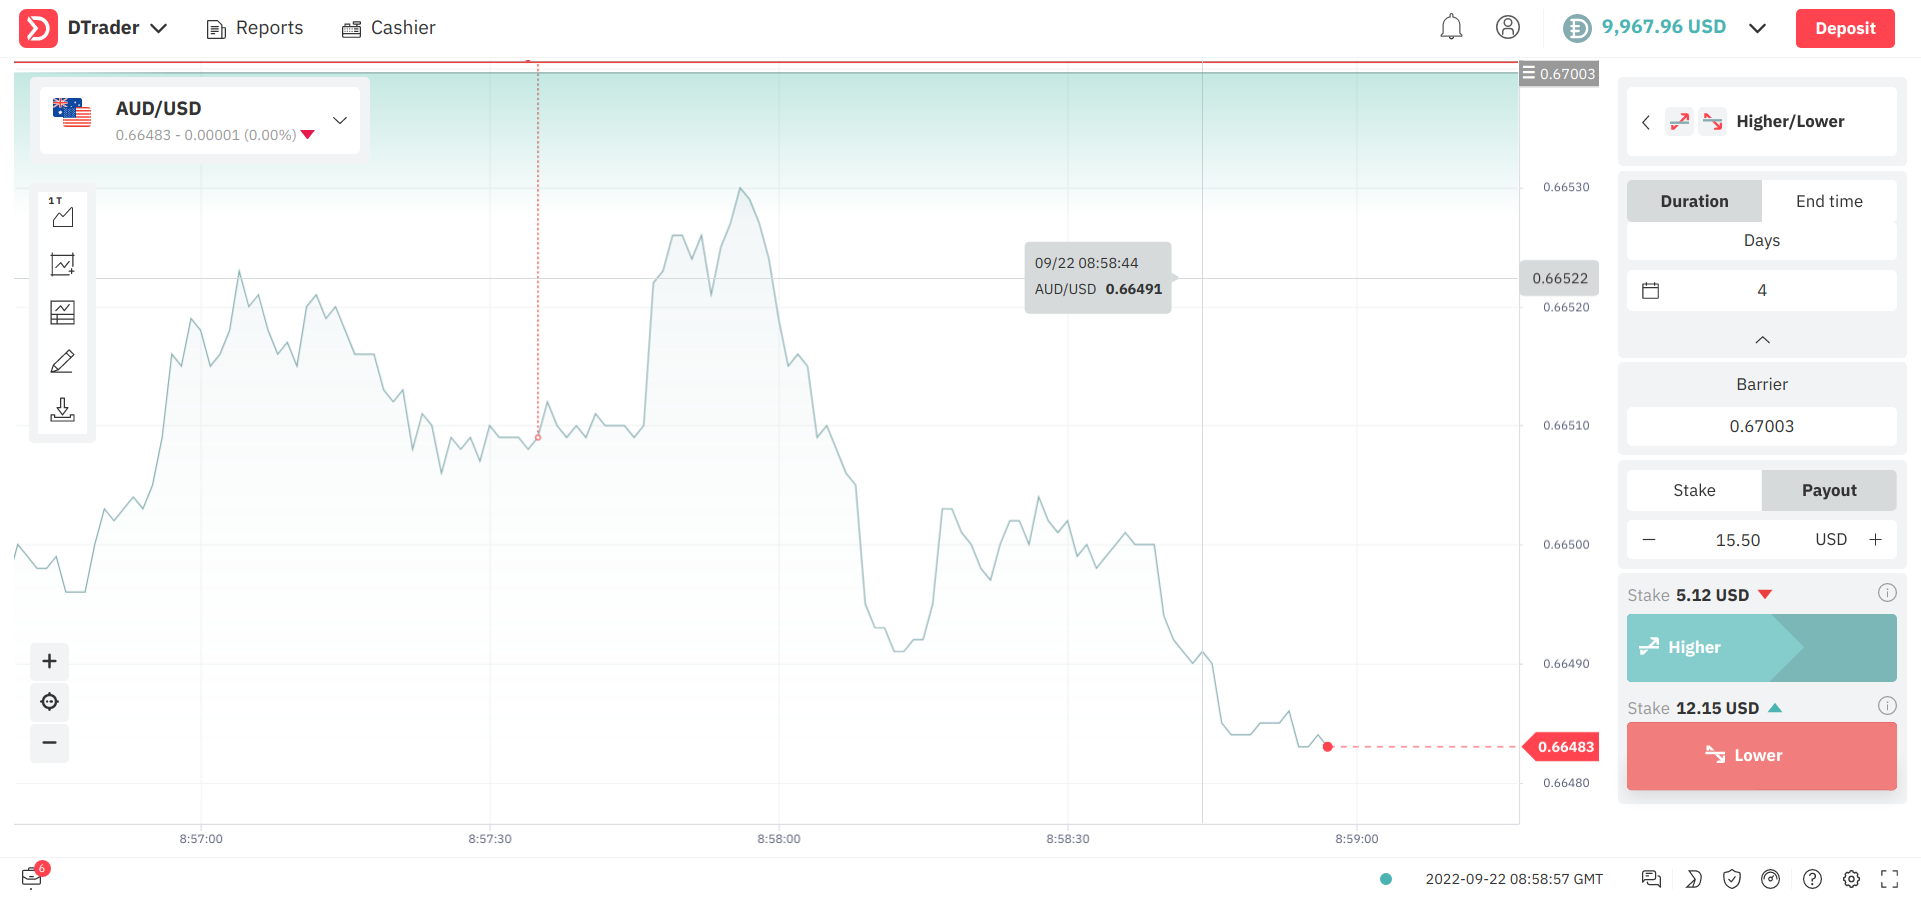 DTrader
Reports
Cashier
9,967.96 USD
Deposit
AUD/USD
0.66483 - 0.00001 (0.00%)
1 T
09/22 08:58:44
AUD/USD 0.66491
0.67003
0.66530
0.66522
0.66520
0.66510
0.66500
0.66490
0.66483
0.66480
8:57:00
8:57:30
8:58:00
8:58:30
8:59:00
Higher/Lower
Duration
End time
Days
4
Barrier
0.67003
Stake
Payout
15.50
USD
Stake 5.12 USD
Higher
Stake 12.15 USD
Lower
6
2022-09-22 08:58:57 GMT